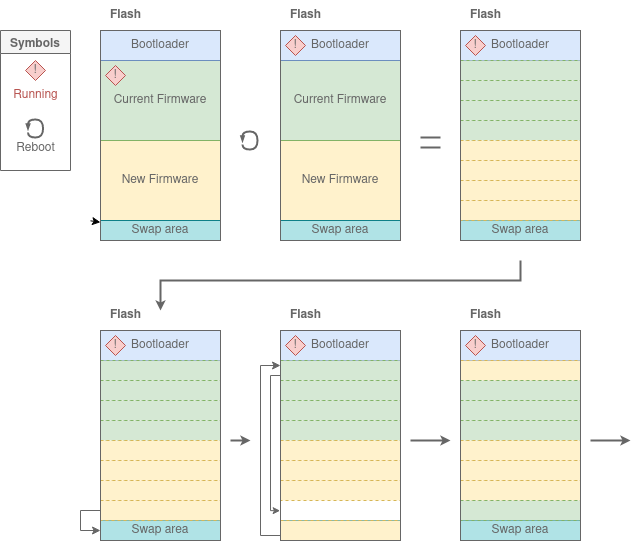 Flash
Flash
Flash
Symbols
Running
Reboot
Bootloader
Current Firmware
New Firmware
Swap area
Bootloader
Current Firmware
New Firmware
Swap area
Bootloader
Swap area
Flash
Flash
Flash
Bootloader
Swap area
Bootloader
Bootloader
Swap area